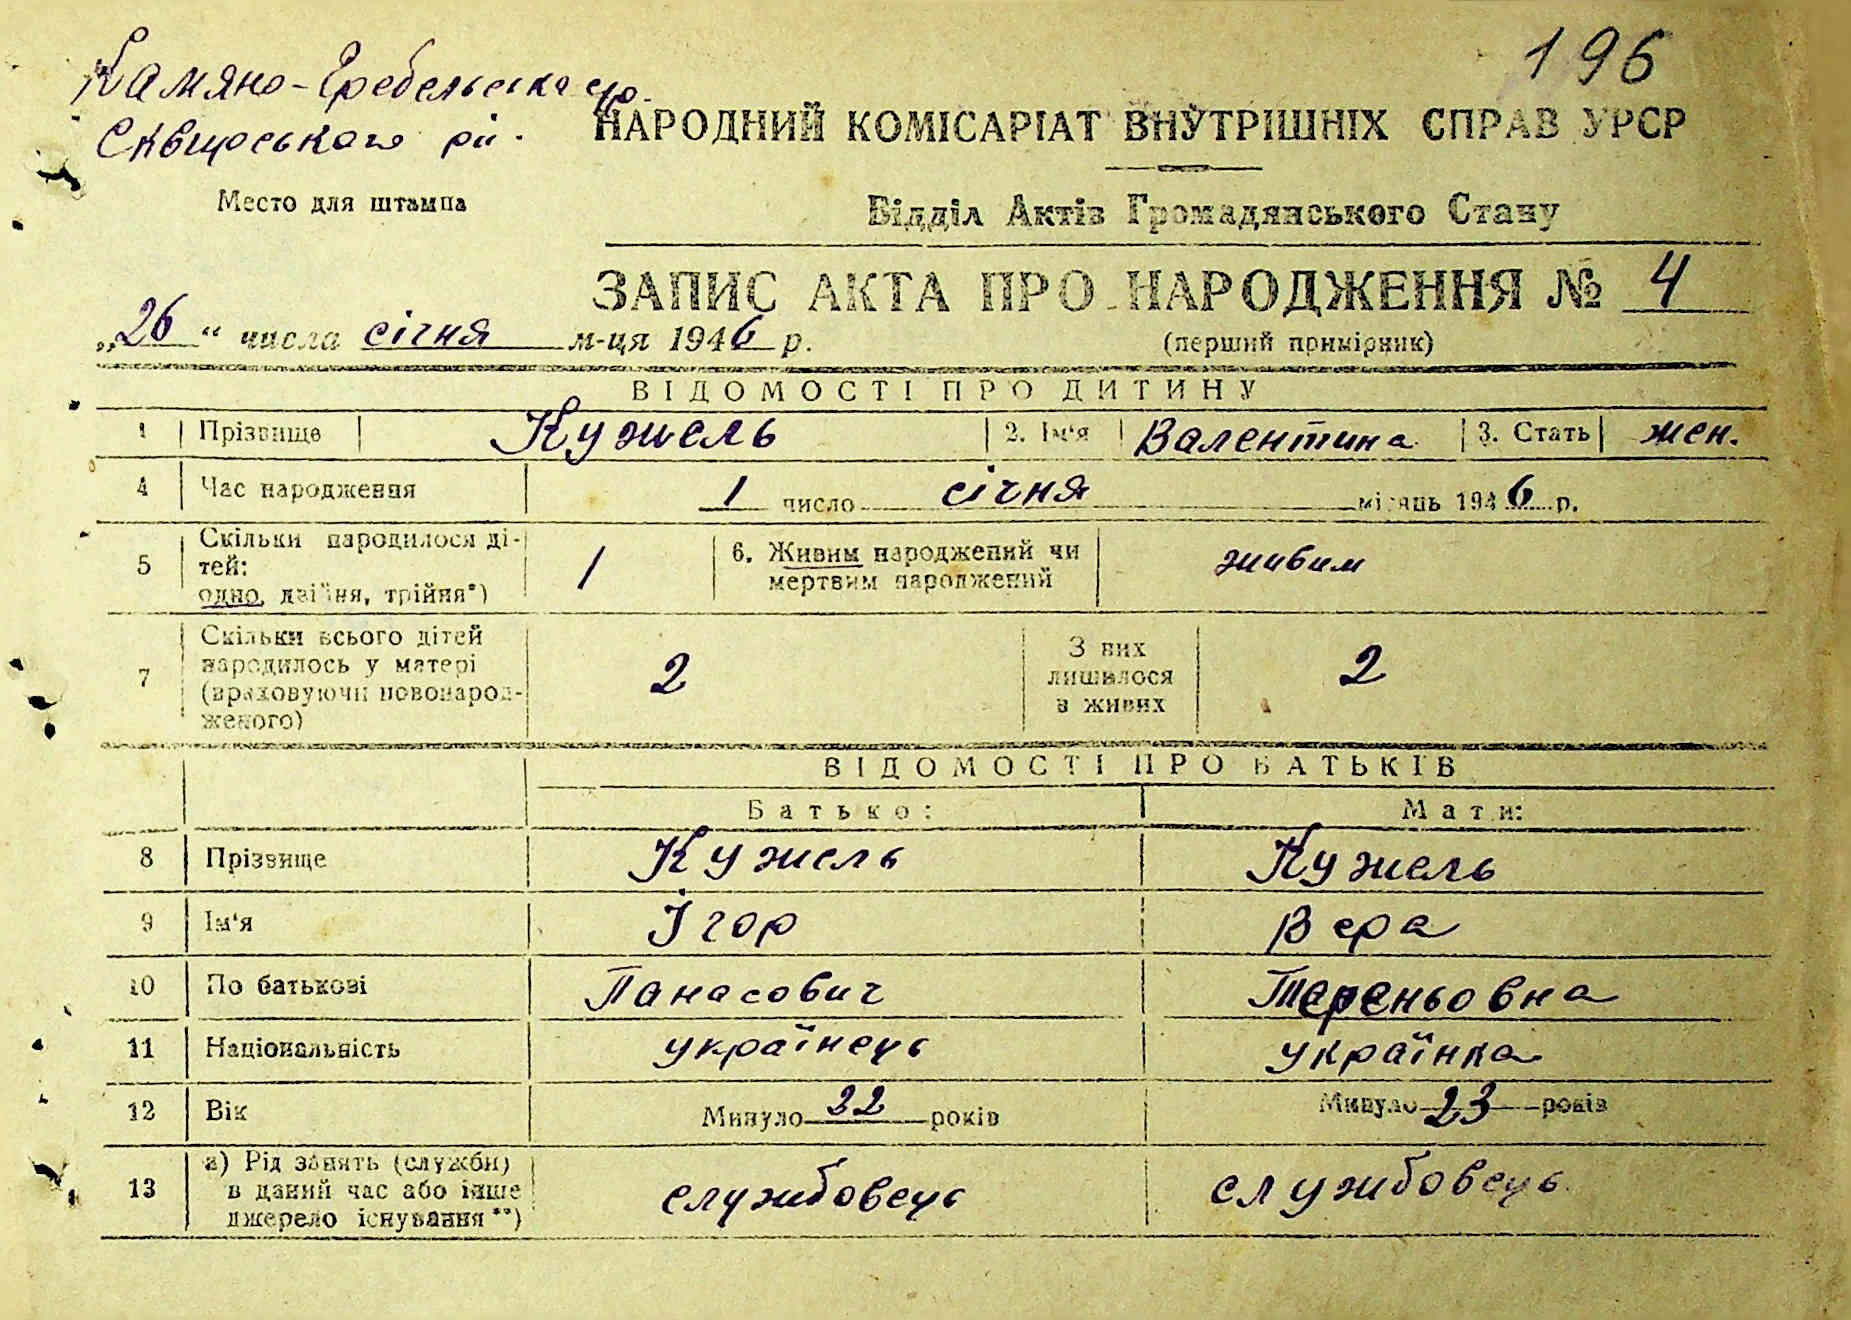 196
Камяно-Гребельська с/р.
Сквирського р-н.
НАРОДНИЙ КОМІСАРІАТ ВНУТРІШНІХ СПРАВ УРСР
Место для штампа
Відділ Актів Громадянського Стану
ЗАПИС АКТА ПРО НАРОДЖЕННЯ № 4
„26“ числа січня м-ця 1946 р.
(перший примірник)
ВІДОМОСТІ ПРО ДИТИНУ
1 Прізвище Кужель 2. Ім'я Валентина 3. Стать жен.
4 Час народження 1 число січня місяць 1946 р.
5 Скільки народилося ді-
тей:
одно, двійня, трійня*) 1 6. Живим народжений чи
мертвим народжений живим
7 Скільки всього дітей
народилось у матері
(враховуючи новонарод-
женого) 2 З них
лишилося
в живих 2
ВІДОМОСТІ ПРО БАТЬКІВ
Батько: Мати:
8 Прізвище Кужель Кужель
9 Ім'я Ігор Вера
10 По батькові Панасович Тереньовна
11 Національність українець українка
12 Вік Минуло 22 років Минуло 23 років
13 а) Рід занять (служби)
в даний час або інше
джерело існування**) службовець службовець